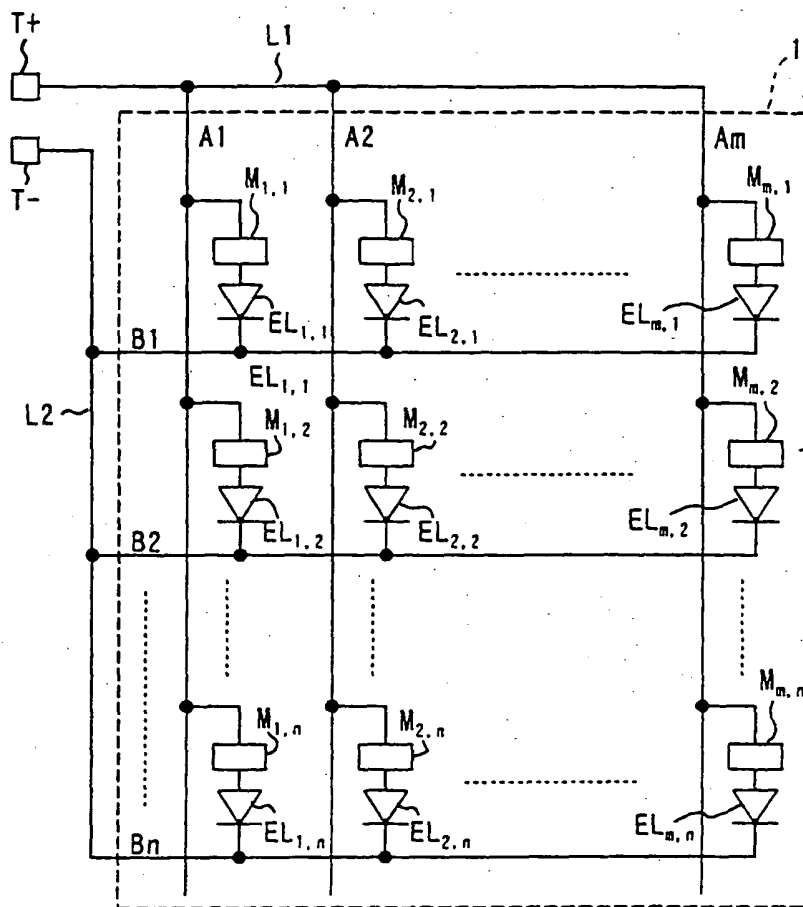 T+
L1
1
A1 A2 Am
T-
M1,1 M2,1 Mm,1
EL1,1 EL2,1 ELm,1
B1
EL1,1
Mm,2
L2
M1,2 M2,2
EL1,2 EL2,2 ELm,2
B2
M1,n M2,n Mm,n
EL1,n EL2,n ELm,n
Bn